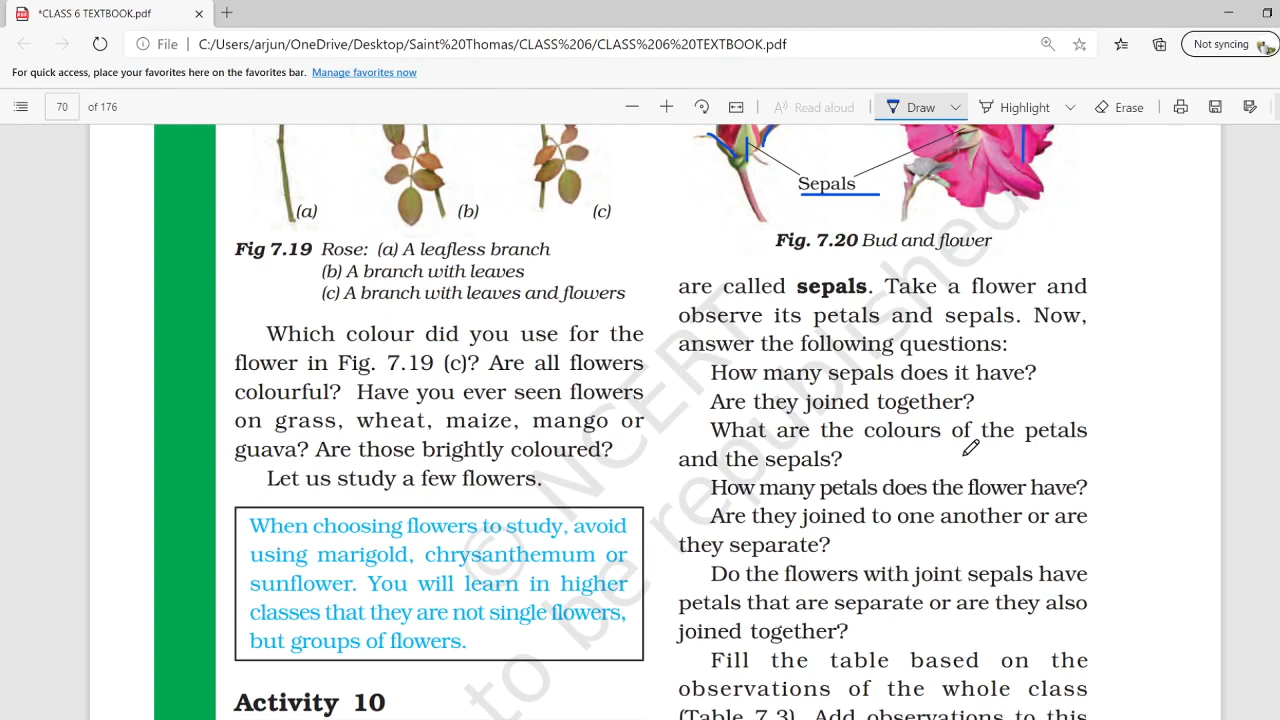 *CLASS 6 TEXTBOOK.pdf
File C:/Users/arjun/OneDrive/Desktop/Saint%20Thomas/CLASS%206/CLASS%206%20TEXTBOOK.pdf Not syncing
For quick access, place your favorites here on the favorites bar. Manage favorites now
70 of 176 Read aloud Draw Highlight Erase
(a) (b) (c)
Fig 7.19 Rose: (a) A leafless branch
(b) A branch with leaves
(c) A branch with leaves and flowers
Which colour did you use for the
flower in Fig. 7.19 (c)? Are all flowers
colourful? Have you ever seen flowers
on grass, wheat, maize, mango or
guava? Are those brightly coloured?
Let us study a few flowers.
When choosing flowers to study, avoid
using marigold, chrysanthemum or
sunflower. You will learn in higher
classes that they are not single flowers,
but groups of flowers.
Activity 10
Sepals
Fig. 7.20 Bud and flower
are called sepals. Take a flower and
observe its petals and sepals. Now,
answer the following questions:
How many sepals does it have?
Are they joined together?
What are the colours of the petals
and the sepals?
How many petals does the flower have?
Are they joined to one another or are
they separate?
Do the flowers with joint sepals have
petals that are separate or are they also
joined together?
Fill the table based on the
observations of the whole class
(Table 7.3). Add observations to this
© NCERT
to be republished